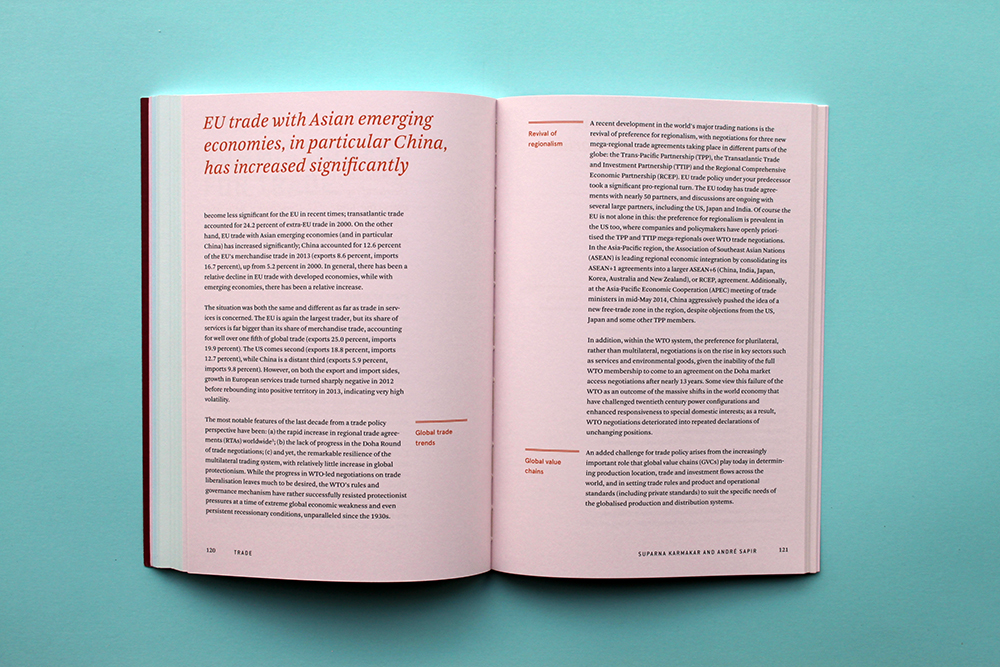 EU trade with Asian emerging
economies, in particular China,
has increased significantly
become less significant for the EU in recent times; transatlantic trade
accounted for 24.2 percent of extra-EU trade in 2000. On the other
hand, EU trade with Asian emerging economies (and in particular
China) has increased significantly; China accounted for 12.6 percent
of the EU's merchandise trade in 2013 (exports 8.6 percent, imports
16.7 percent), up from 5.2 percent in 2000. In general, there has been a
relative decline in EU trade with developed economies, while with
emerging economies, there has been a relative increase.
The situation was both the same and different as far as trade in serv-
ices is concerned. The EU is again the largest trader, but its share of
services is far bigger than its share of merchandise trade, accounting
for well over one fifth of global trade (exports 25.0 percent, imports
19.9 percent). The US comes second (exports 18.8 percent, imports
12.7 percent), while China is a distant third (exports 5.9 percent,
imports 9.8 percent). However, on both the export and import sides,
growth in European services trade turned sharply negative in 2012
before rebounding into positive territory in 2013, indicating very high
volatility.
The most notable features of the last decade from a trade policy
perspective have been: (a) the rapid increase in regional trade agree-
ments (RTAs) worldwide¹; (b) the lack of progress in the Doha Round
of trade negotiations; (c) and yet, the remarkable resilience of the
multilateral trading system, with relatively little increase in global
protectionism. While the progress in WTO-led negotiations on trade
liberalisation leaves much to be desired, the WTO's rules and
governance mechanism have rather successfully resisted protectionist
pressures at a time of extreme global economic weakness and even
persistent recessionary conditions, unparalleled since the 1930s.
Global trade
trends
120 TRADE
Revival of
regionalism
A recent development in the world's major trading nations is the
revival of preference for regionalism, with negotiations for three new
mega-regional trade agreements taking place in different parts of the
globe: the Trans-Pacific Partnership (TPP), the Transatlantic Trade
and Investment Partnership (TTIP) and the Regional Comprehensive
Economic Partnership (RCEP). EU trade policy under your predecessor
took a significant pro-regional turn. The EU today has trade agree-
ments with nearly 50 partners, and discussions are ongoing with
several large partners, including the US, Japan and India. Of course the
EU is not alone in this: the preference for regionalism is prevalent in
the US too, where companies and policymakers have openly priori-
tised the TPP and TTIP mega-regionals over WTO trade negotiations.
In the Asia-Pacific region, the Association of Southeast Asian Nations
(ASEAN) is leading regional economic integration by consolidating its
ASEAN+1 agreements into a larger ASEAN+6 (China, India, Japan,
Korea, Australia and New Zealand), or RCEP, agreement. Additionally,
at the Asia-Pacific Economic Cooperation (APEC) meeting of trade
ministers in mid-May 2014, China aggressively pushed the idea of a
new free-trade zone in the region, despite objections from the US,
Japan and some other TPP members.
In addition, within the WTO system, the preference for plurilateral,
rather than multilateral, negotiations is on the rise in key sectors such
as services and environmental goods, given the inability of the full
WTO membership to come to an agreement on the Doha market
access negotiations after nearly 13 years. Some view this failure of the
WTO as an outcome of the massive shifts in the world economy that
have challenged twentieth century power configurations and
enhanced responsiveness to special domestic interests; as a result,
WTO negotiations deteriorated into repeated declarations of
unchanging positions.
Global value
chains
An added challenge for trade policy arises from the increasingly
important role that global value chains (GVCs) play today in determin-
ing production location, trade and investment flows across the
world, and in setting trade rules and product and operational
standards (including private standards) to suit the specific needs of
the globalised production and distribution systems.
SUPARNA KARMAKAR AND ANDRÉ SAPIR 121